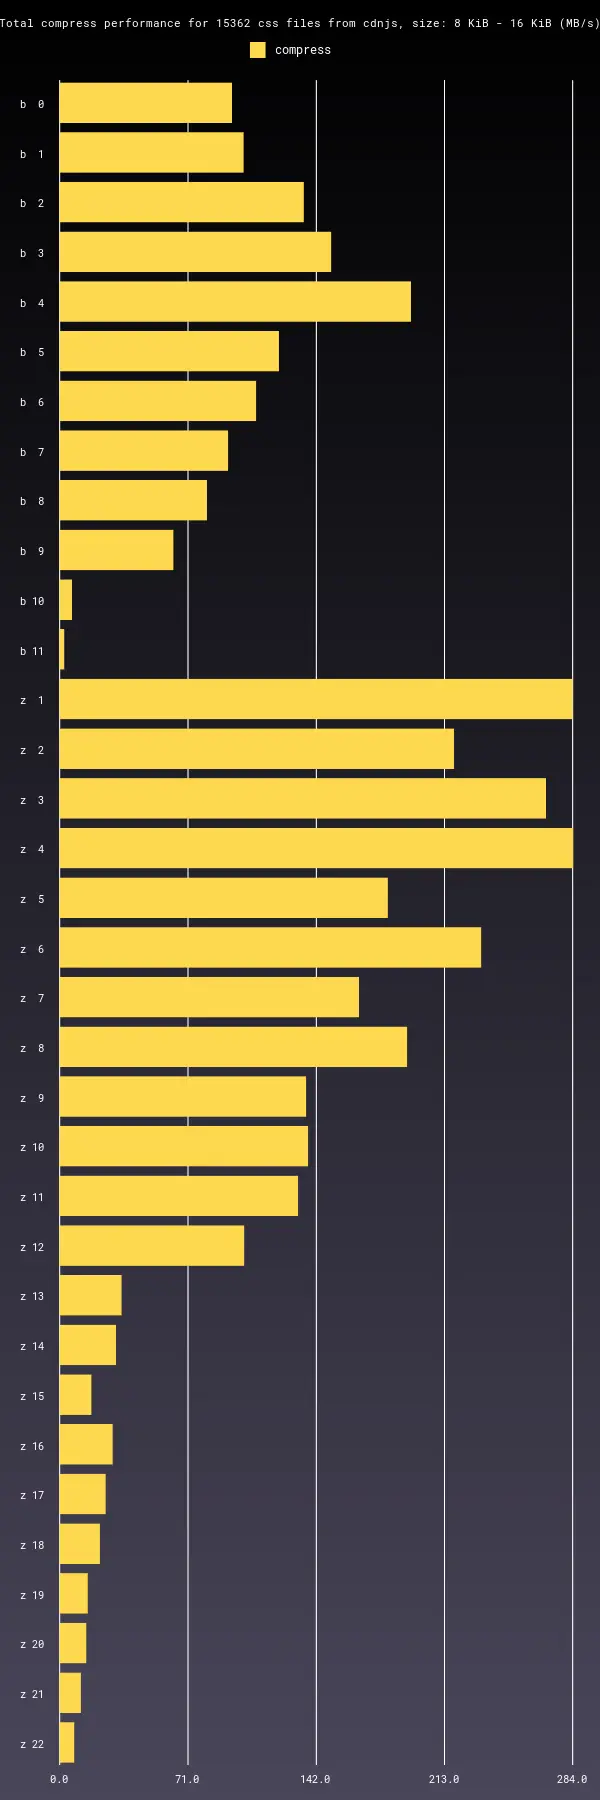 Total compress performance for 15362 css files from cdnjs, size: 8 KiB - 16 KiB (MB/s)
compress
b 0
b 1
b 2
b 3
b 4
b 5
b 6
b 7
b 8
b 9
b 10
b 11
z 1
z 2
z 3
z 4
z 5
z 6
z 7
z 8
z 9
z 10
z 11
z 12
z 13
z 14
z 15
z 16
z 17
z 18
z 19
z 20
z 21
z 22
0.0 71.0 142.0 213.0 284.0